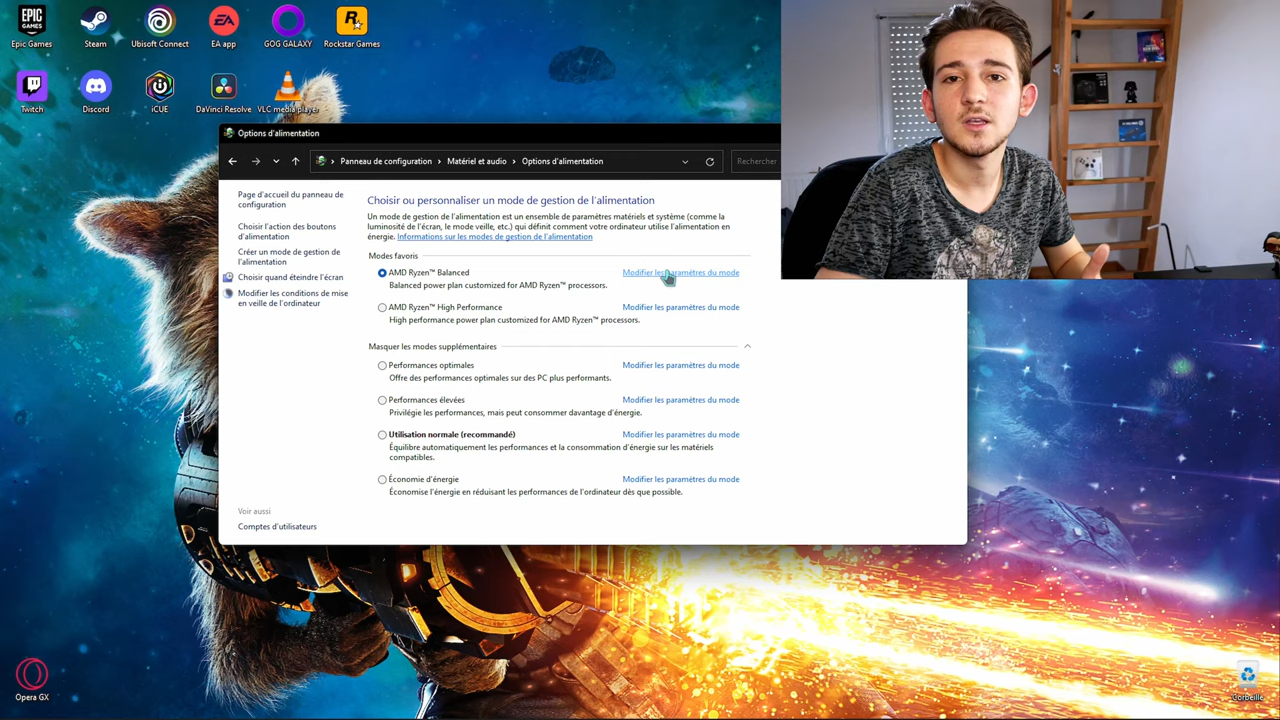 Epic Games
Steam
Ubisoft Connect
EA app
GOG GALAXY
Rockstar Games
Twitch
Discord
iCUE
DaVinci Resolve
VLC media player
Options d'alimentation
Panneau de configuration > Matériel et audio > Options d'alimentation
Rechercher
Page d'accueil du panneau de
configuration
Choisir l'action des boutons
d'alimentation
Créer un mode de gestion de
l'alimentation
Choisir quand éteindre l'écran
Modifier les conditions de mise
en veille de l'ordinateur
Voir aussi
Comptes d'utilisateurs
Choisir ou personnaliser un mode de gestion de l'alimentation
Un mode de gestion de l'alimentation est un ensemble de paramètres matériels et système (comme la
luminosité de l'écran, le mode veille, etc.) qui définit comment votre ordinateur utilise l'alimentation en
énergie. Informations sur les modes de gestion de l'alimentation
Modes favoris
AMD Ryzen™ Balanced Modifier les paramètres du mode
Balanced power plan customized for AMD Ryzen™ processors.
AMD Ryzen™ High Performance Modifier les paramètres du mode
High performance power plan customized for AMD Ryzen™ processors.
Masquer les modes supplémentaires
Performances optimales Modifier les paramètres du mode
Offre des performances optimales sur des PC plus performants.
Performances élevées Modifier les paramètres du mode
Privilégie les performances, mais peut consommer davantage d'énergie.
Utilisation normale (recommandé) Modifier les paramètres du mode
Équilibre automatiquement les performances et la consommation d'énergie sur les matériels
compatibles.
Économie d'énergie Modifier les paramètres du mode
Économise l'énergie en réduisant les performances de l'ordinateur dès que possible.
Opera GX
Corbeille